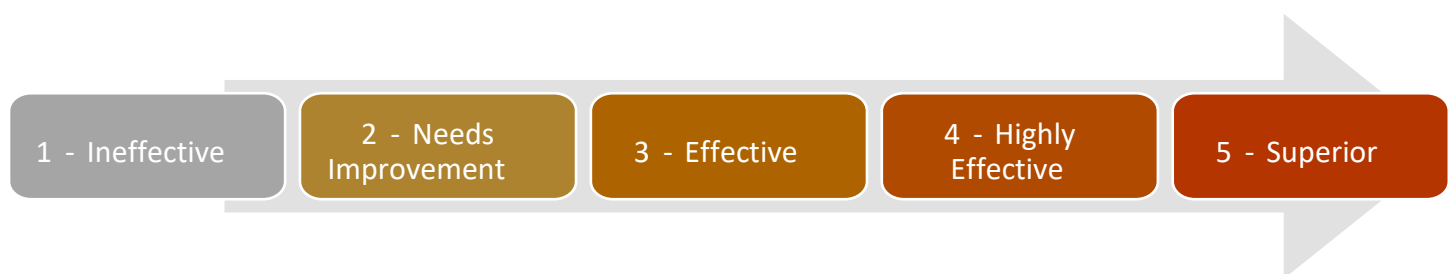 1 - Ineffective
2 - Needs
Improvement
3 - Effective
4 - Highly
Effective
5 - Superior